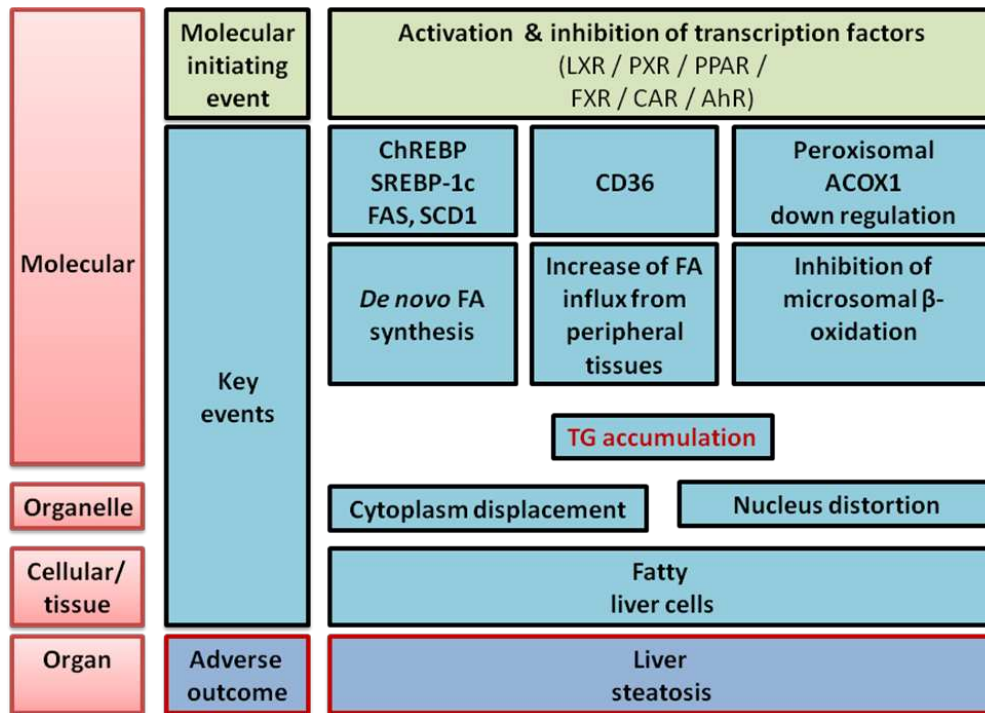 Molecular
initiating
event
Activation & inhibition of transcription factors
(LXR / PXR / PPAR /
FXR / CAR / AhR)
Molecular
Key
events
ChREBP
SREBP-1c
FAS, SCD1
CD36
Peroxisomal
ACOX1
down regulation
De novo FA
synthesis
Increase of FA
influx from
peripheral
tissues
Inhibition of
microsomal β-
oxidation
TG accumulation
Organelle
Cytoplasm displacement
Nucleus distortion
Cellular/
tissue
Fatty
liver cells
Organ
Adverse
outcome
Liver
steatosis